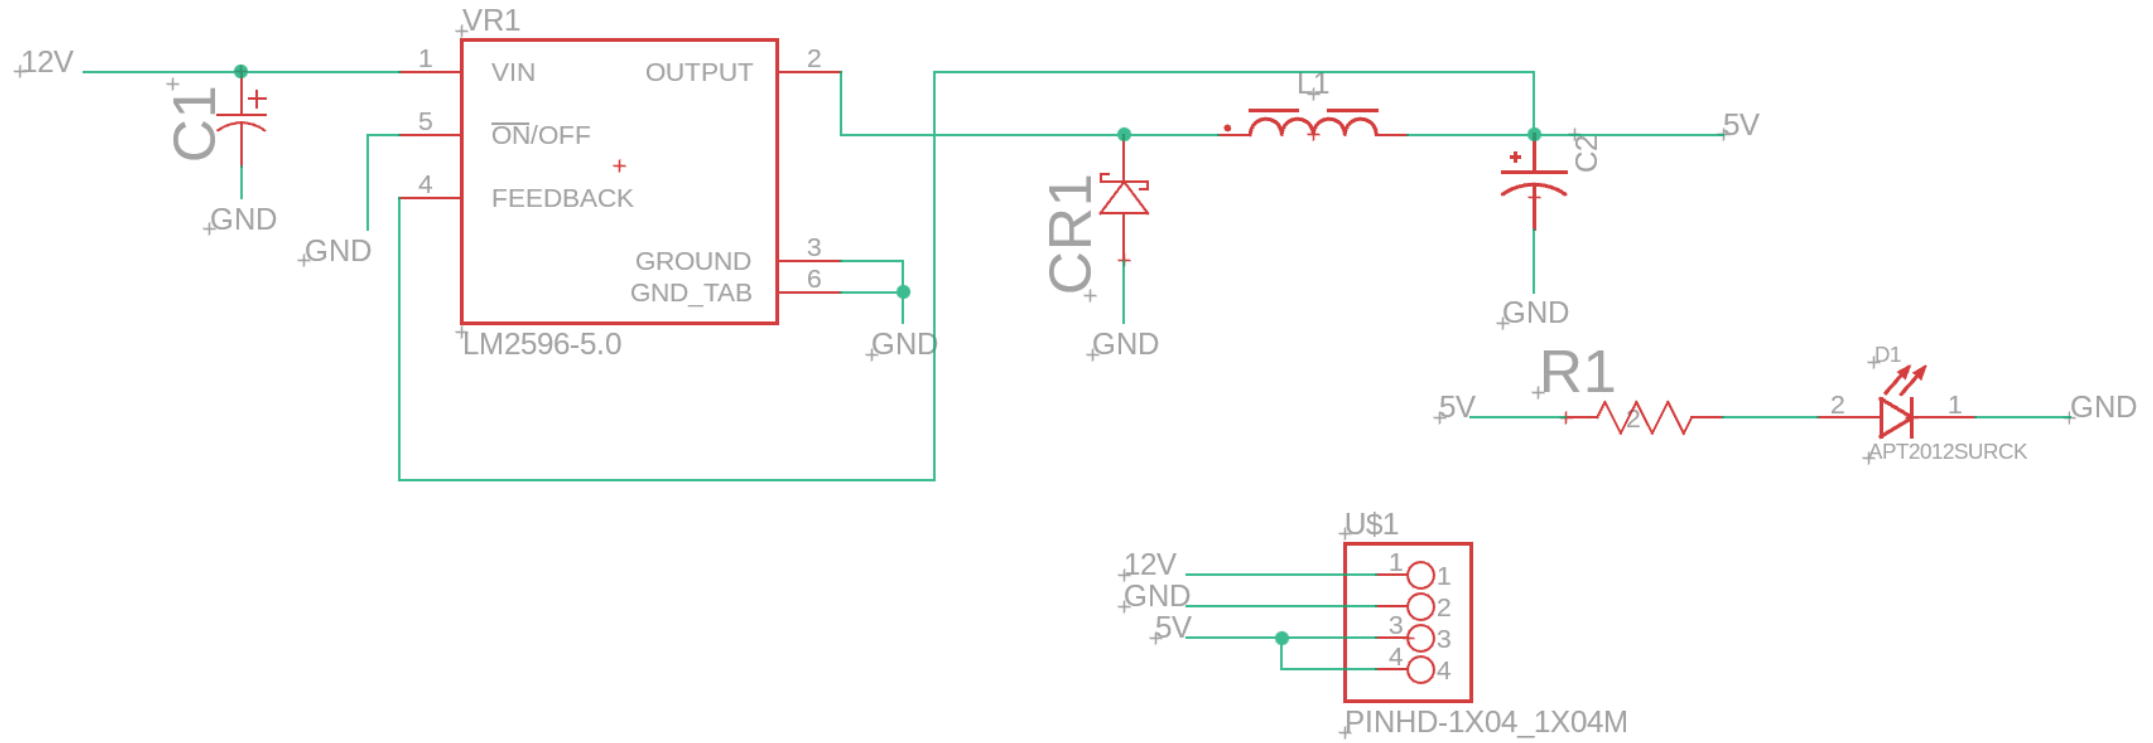 VR1
12V
1
VIN
OUTPUT
2
C1
5
ON/OFF
4
FEEDBACK
GND
GND
GROUND
3
GND_TAB
6
GND
LM2596-5.0
L1
5V
C2
CR1
GND
GND
R1
5V
2
D1
2
1
GND
APT2012SURCK
U$1
12V
1
1
GND
2
5V
3
3
4
4
PINHD-1X04_1X04M